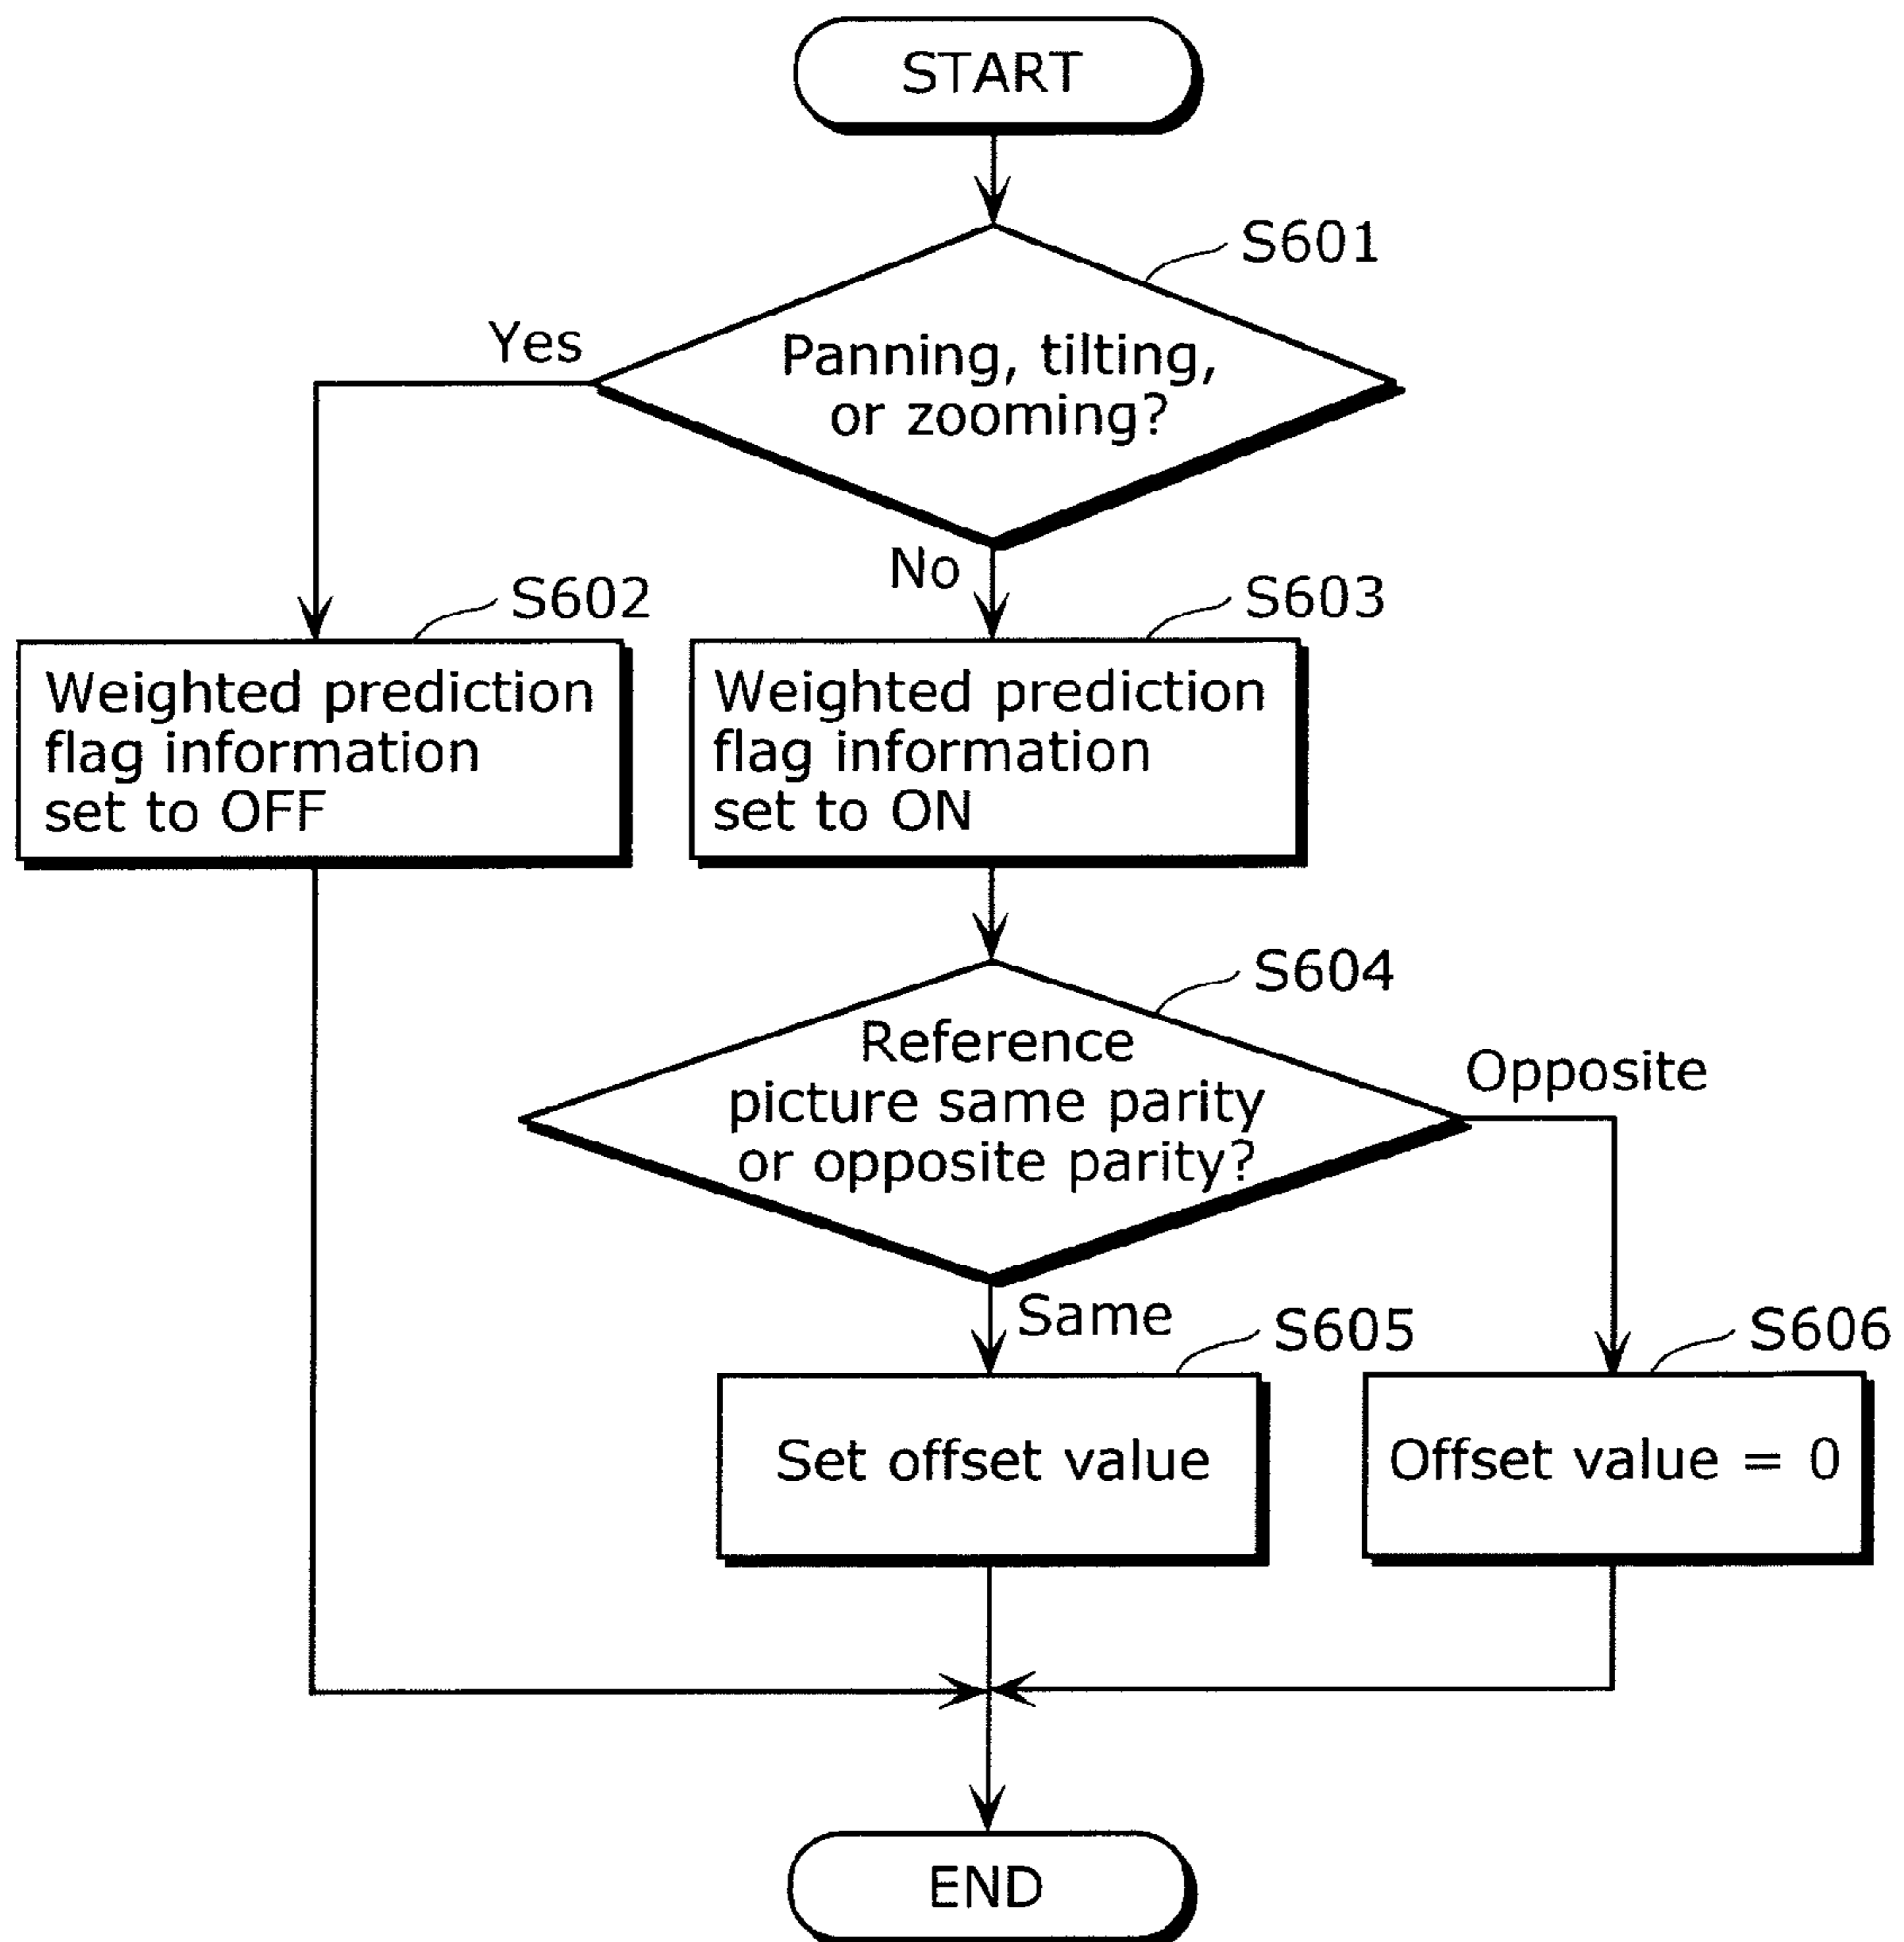 START
S601
Yes
Panning, tilting,
or zooming?
No
S602
S603
Weighted prediction
flag information
set to OFF
Weighted prediction
flag information
set to ON
S604
Reference
picture same parity
or opposite parity?
Opposite
Same
S605
S606
Set offset value
Offset value = 0
END